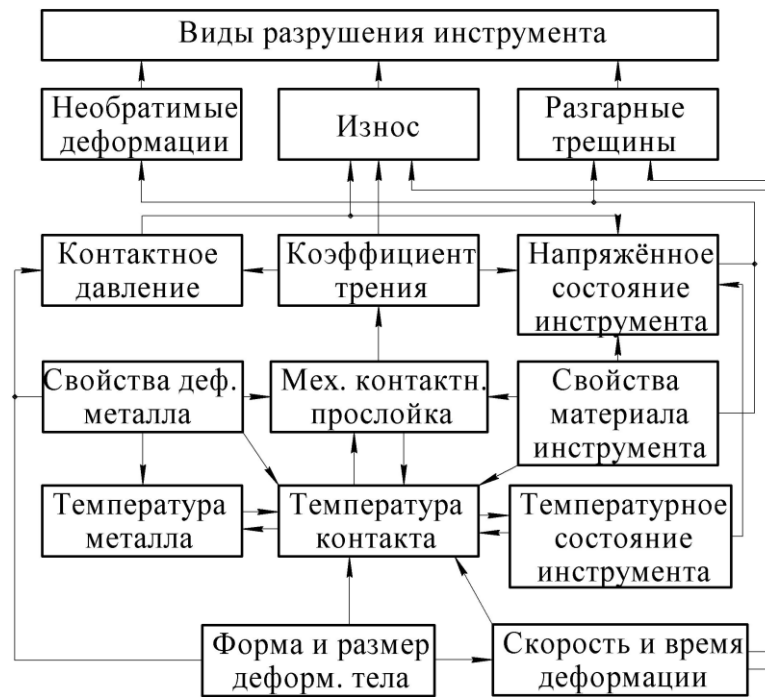 Виды разрушения инструмента
Необратимые
деформации
Износ
Разгарные
трещины
Контактное
давление
Коэффициент
трения
Напряжённое
состояние
инструмента
Свойства деф.
металла
Мех. контактн.
прослойка
Свойства
материала
инструмента
Температура
металла
Температура
контакта
Температурное
состояние
инструмента
Форма и размер
деформ. тела
Скорость и время
деформации